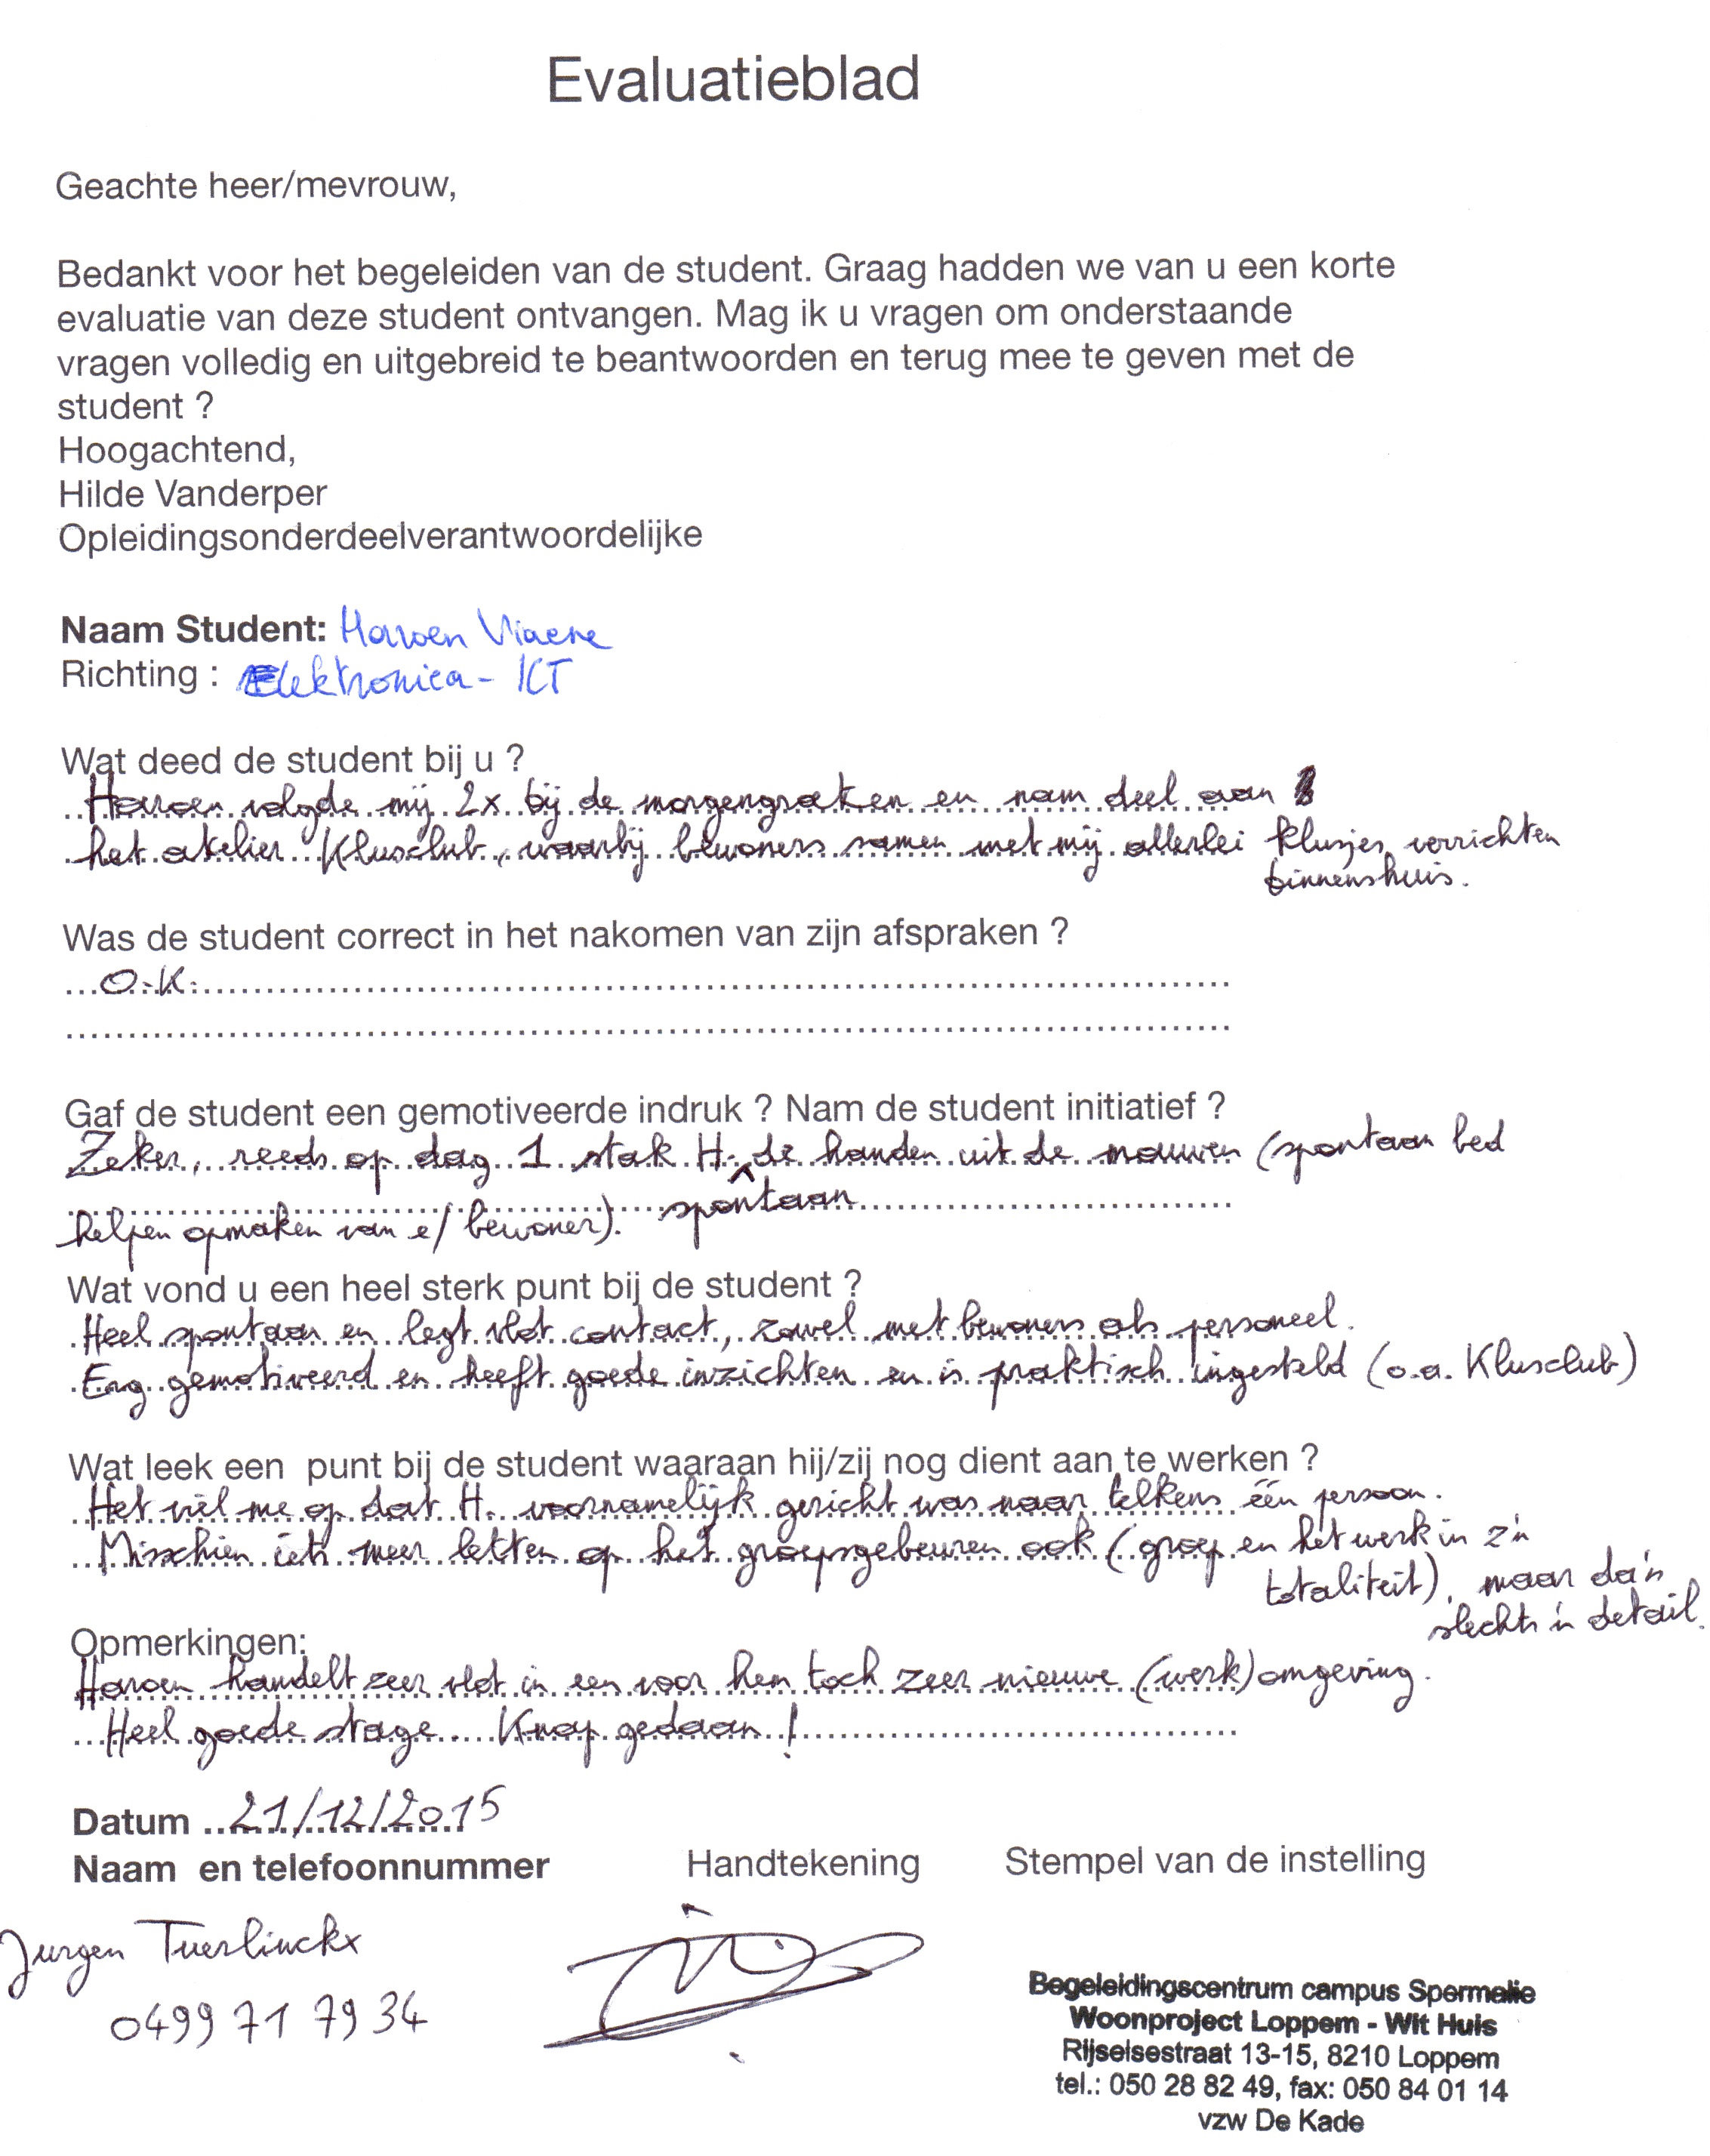 Evaluatieblad
Geachte heer/mevrouw,
Bedankt voor het begeleiden van de student. Graag hadden we van u een korte
evaluatie van deze student ontvangen. Mag ik u vragen om onderstaande
vragen volledig en uitgebreid te beantwoorden en terug mee te geven met de
student ?
Hoogachtend,
Hilde Vanderper
Opleidingsonderdeelverantwoordelijke
Naam Student: Haroen Viaene
Richting : Elektronica - ICT
Wat deed de student bij u ?
Haroen volgde mij 2x bij de morgengraken en nam deel aan
het atelier Klusclub, waarbij bewoners samen met mij allerlei klusjes verrichten
binnenshuis.
Was de student correct in het nakomen van zijn afspraken ?
O.K.
Gaf de student een gemotiveerde indruk ? Nam de student initiatief ?
Zeker, reeds op dag 1 stak H. de handen uit de mouwen (spontaan bed
helpen opmaken van e/ bewoner). spontaan
Wat vond u een heel sterk punt bij de student ?
Heel spontaan en legt vlot contact, zowel met bewoners als personeel.
Erg gemotiveerd en heeft goede inzichten en is praktisch ingesteld (o.a. Klusclub)
Wat leek een punt bij de student waaraan hij/zij nog dient aan te werken ?
Het viel me op dat H. voornamelijk gericht was naar telkens één persoon.
Misschien iets meer letten op het groepsgebeuren ook (groep en het werk in z'n
totaliteit), maar da's
slechts 'n detail.
Opmerkingen:
Haroen handelt zeer vlot in een voor hem toch zeer nieuwe (werk)omgeving.
Heel goede stage. Knap gedaan !
Datum 21/12/2015
Naam en telefoonnummer Handtekening Stempel van de instelling
Jurgen Tuerlinckx
0499 71 79 34
Begeleidingscentrum campus Spermalie
Woonproject Loppem - Wit Huis
Rijselsestraat 13-15, 8210 Loppem
tel.: 050 28 82 49, fax: 050 84 01 14
vzw De Kade